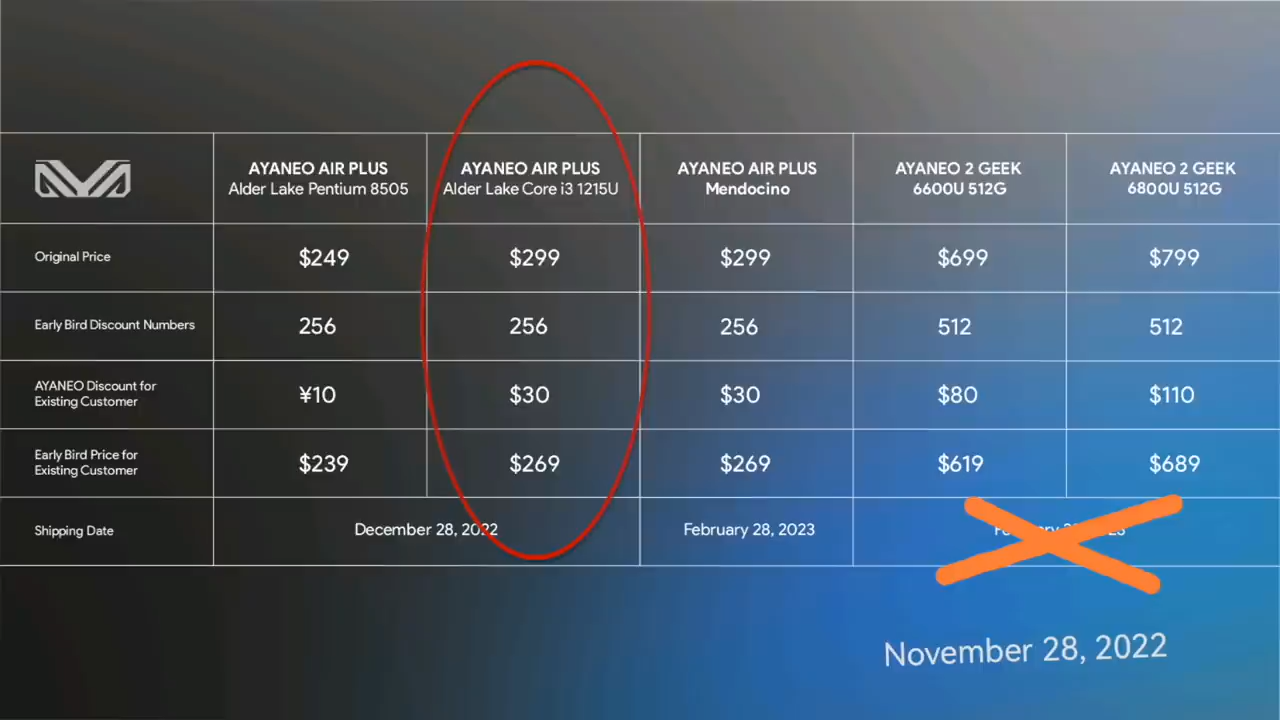 AYANEO AIR PLUS
Alder Lake Pentium 8505
AYANEO AIR PLUS
Alder Lake Core i3 1215U
AYANEO AIR PLUS
Mendocino
AYANEO 2 GEEK
6600U 512G
AYANEO 2 GEEK
6800U 512G
Original Price
$249
$299
$299
$699
$799
Early Bird Discount Numbers
256
256
256
512
512
AYANEO Discount for
Existing Customer
¥10
$30
$30
$80
$110
Early Bird Price for
Existing Customer
$239
$269
$269
$619
$689
Shipping Date
December 28, 2022
February 28, 2023
November 28, 2022